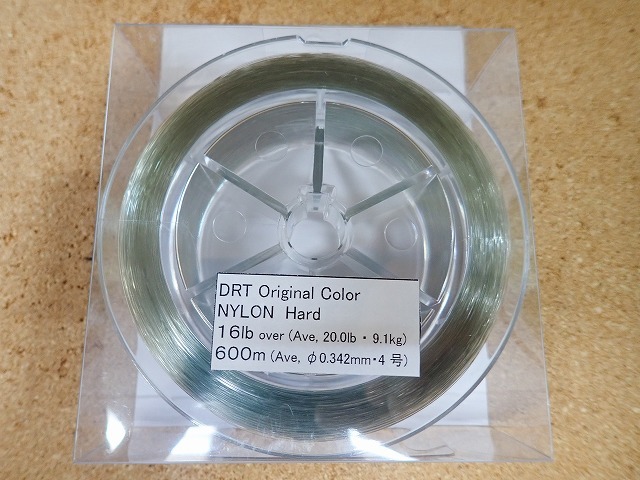 DRT Original Color
NYLON Hard
16lb over (Ave, 20.0lb・9.1kg)
600m (Ave, φ0.342mm・4号)